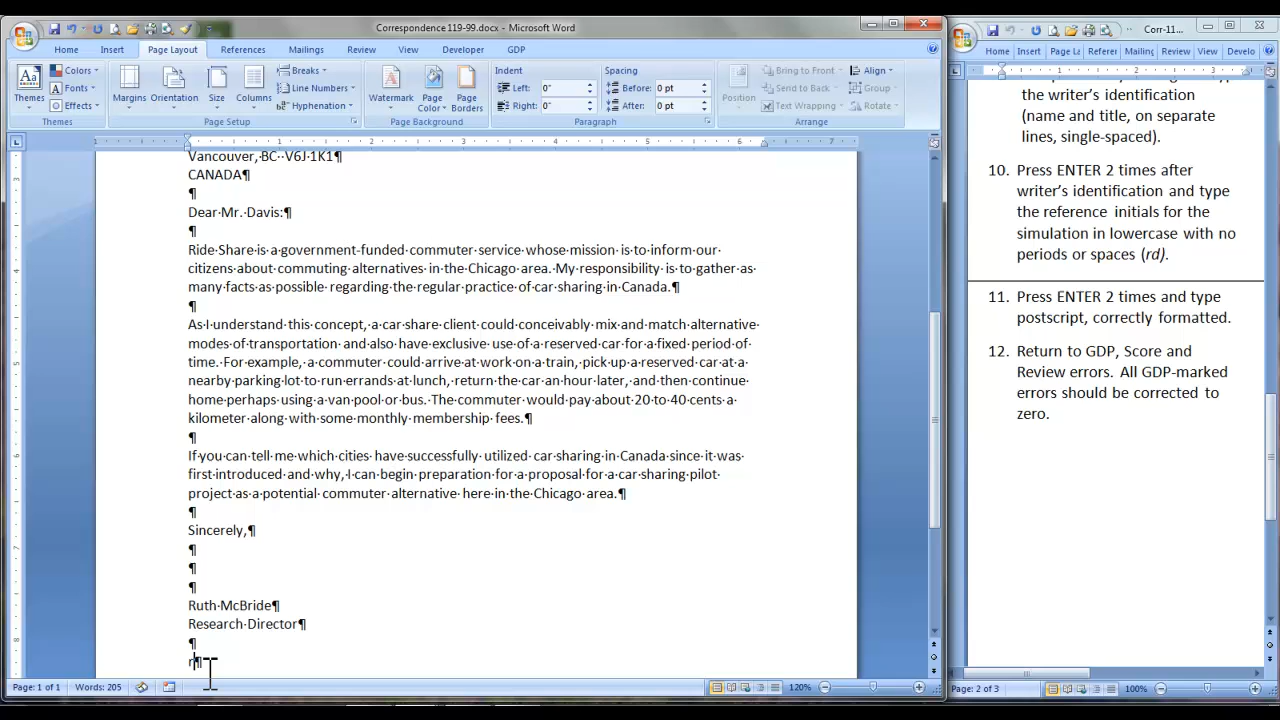 Correspondence 119-99.docx - Microsoft Word
Home Insert Page Layout References Mailings Review View Developer GDP
Themes Colors Fonts Effects
Margins Orientation Size Columns Breaks Line Numbers Hyphenation
Watermark Page Color Page Borders
Indent Spacing
Left: 0" Before: 0 pt
Right: 0" After: 0 pt
Position Bring to Front Send to Back Text Wrapping Align Group Rotate
Themes Page Setup Page Background Paragraph Arrange
1 1 2 3 4 5 6 7
Vancouver,·BC··V6J·1K1¶
CANADA¶
¶
Dear·Mr.·Davis:¶
¶
Ride·Share·is·a·government-funded·commuter·service·whose·mission·is·to·inform·our·
citizens·about·commuting·alternatives·in·the·Chicago·area.·My·responsibility·is·to·gather·as·
many·facts·as·possible·regarding·the·regular·practice·of·car·sharing·in·Canada.¶
¶
As·I·understand·this·concept,·a·car·share·client·could·conceivably·mix·and·match·alternative·
modes·of·transportation·and·also·have·exclusive·use·of·a·reserved·car·for·a·fixed·period·of·
time.·For·example,·a·commuter·could·arrive·at·work·on·a·train,·pick·up·a·reserved·car·at·a·
nearby·parking·lot·to·run·errands·at·lunch,·return·the·car·an·hour·later,·and·then·continue·
home·perhaps·using·a·van·pool·or·bus.·The·commuter·would·pay·about·20·to·40·cents·a·
kilometer·along·with·some·monthly·membership·fees.¶
¶
If·you·can·tell·me·which·cities·have·successfully·utilized·car·sharing·in·Canada·since·it·was·
first·introduced·and·why,·I·can·begin·preparation·for·a·proposal·for·a·car·sharing·pilot·
project·as·a·potential·commuter·alternative·here·in·the·Chicago·area.¶
¶
Sincerely,¶
¶
¶
¶
Ruth·McBride¶
Research·Director¶
¶
r¶
Page: 1 of 1 Words: 205 120%
Corr-11...
Home Insert Page La Referer Mailing Review View Develo
1 2 3
the writer's identification
(name and title, on separate
lines, single-spaced).
10. Press ENTER 2 times after
writer's identification and type
the reference initials for the
simulation in lowercase with no
periods or spaces (rd).
11. Press ENTER 2 times and type
postscript, correctly formatted.
12. Return to GDP, Score and
Review errors. All GDP-marked
errors should be corrected to
zero.
Page: 2 of 3 100%